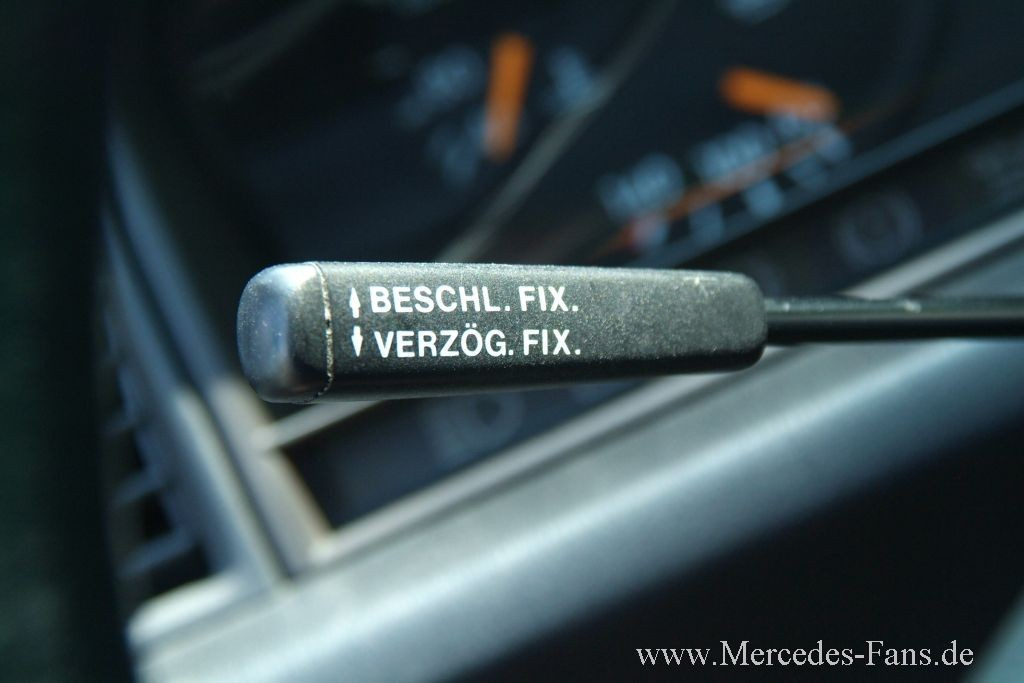 BESCHL. FIX.
VERZÖG. FIX.
www.Mercedes-Fans.de